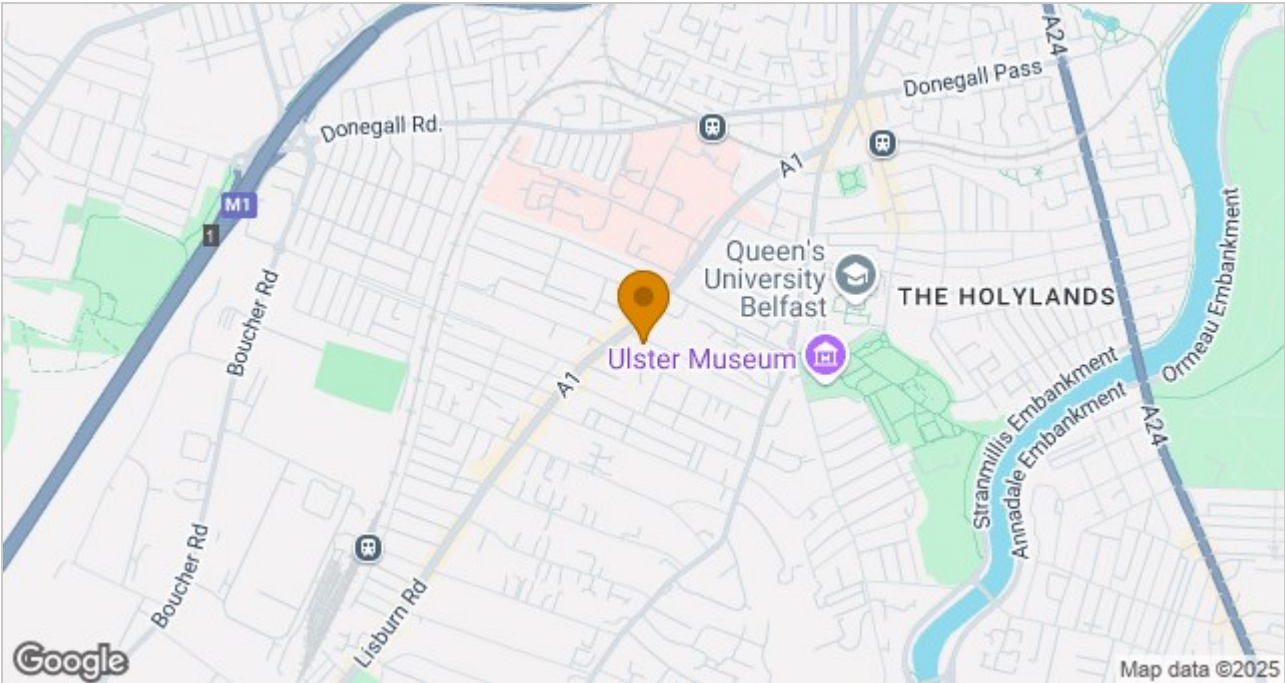 A24
Donegall Pass
Donegall Rd.
A1
M1
1
Queen's
University
Belfast
THE HOLYLANDS
Ormeau Embankment
Boucher Rd
Ulster Museum
A1
Stranmillis Embankment
Annadale Embankment
A24
Boucher Rd
Lisburn Rd
Google
Map data ©2025